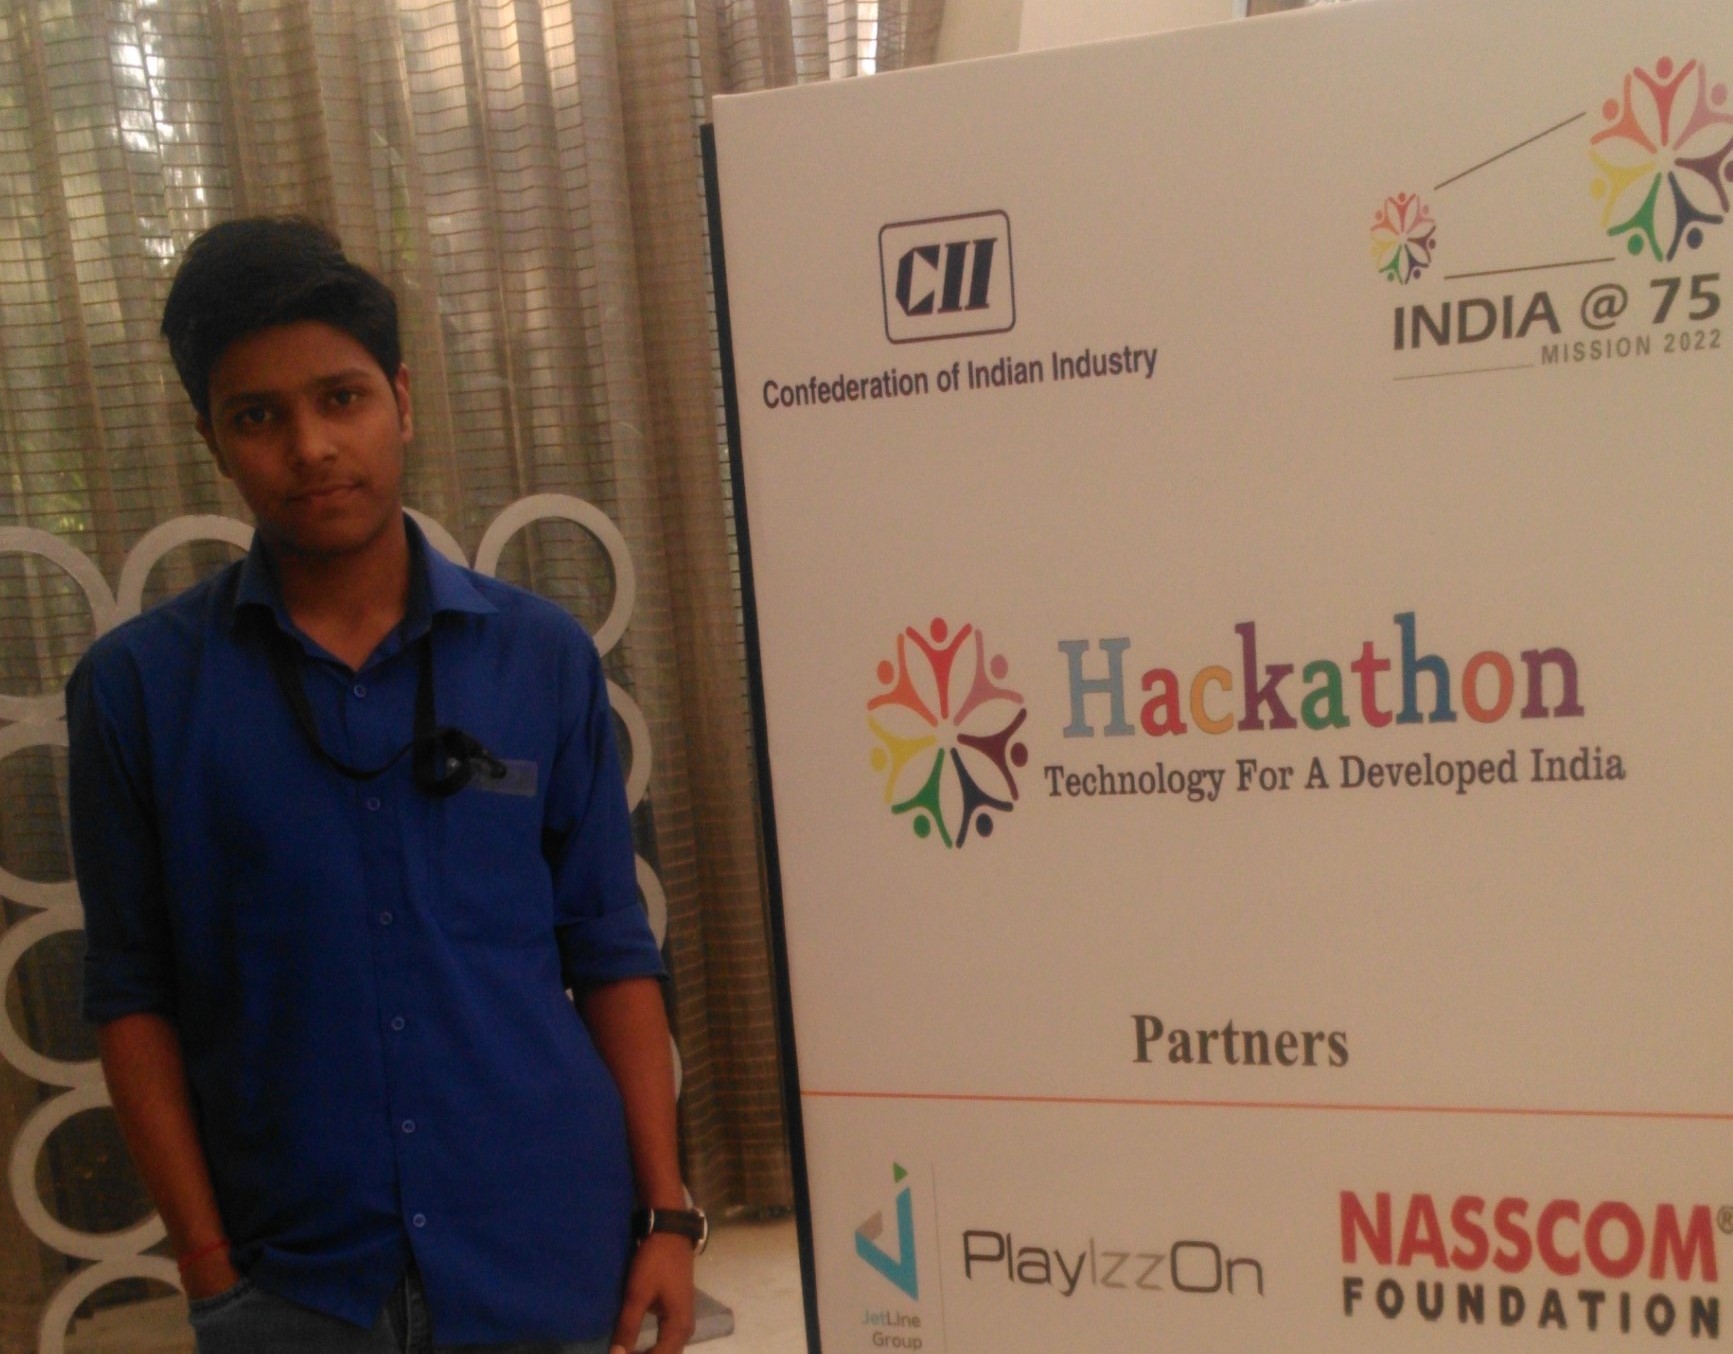 CII
Confederation of Indian Industry
INDIA @ 75
MISSION 2022
Hackathon
Technology For A Developed India
Partners
JetLine
Group
PlayIzzOn
NASSCOM®
FOUNDATION